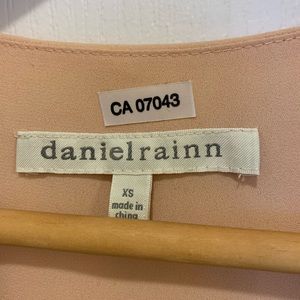 CA 07043
danielrainn
XS
made in
china